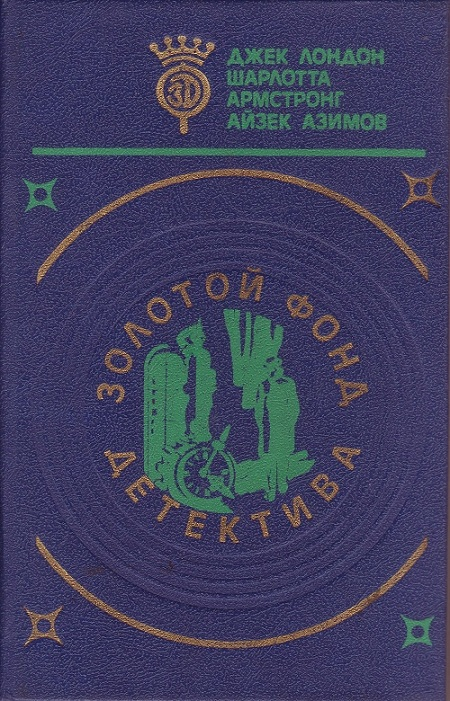 ДЖЕК ЛОНДОН
ШАРЛОТТА
АРМСТРОНГ
АЙЗЕК АЗИМОВ
ЗОЛОТОЙ ФОНД
ДЕТЕКТИВА